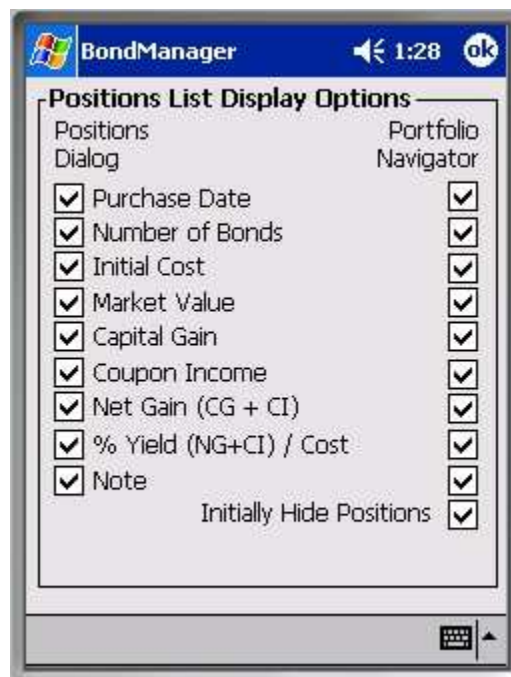 BondManager 1:28 ok
Positions List Display Options
Positions Portfolio
Dialog Navigator
Purchase Date
Number of Bonds
Initial Cost
Market Value
Capital Gain
Coupon Income
Net Gain (CG + CI)
% Yield (NG+CI) / Cost
Note
Initially Hide Positions